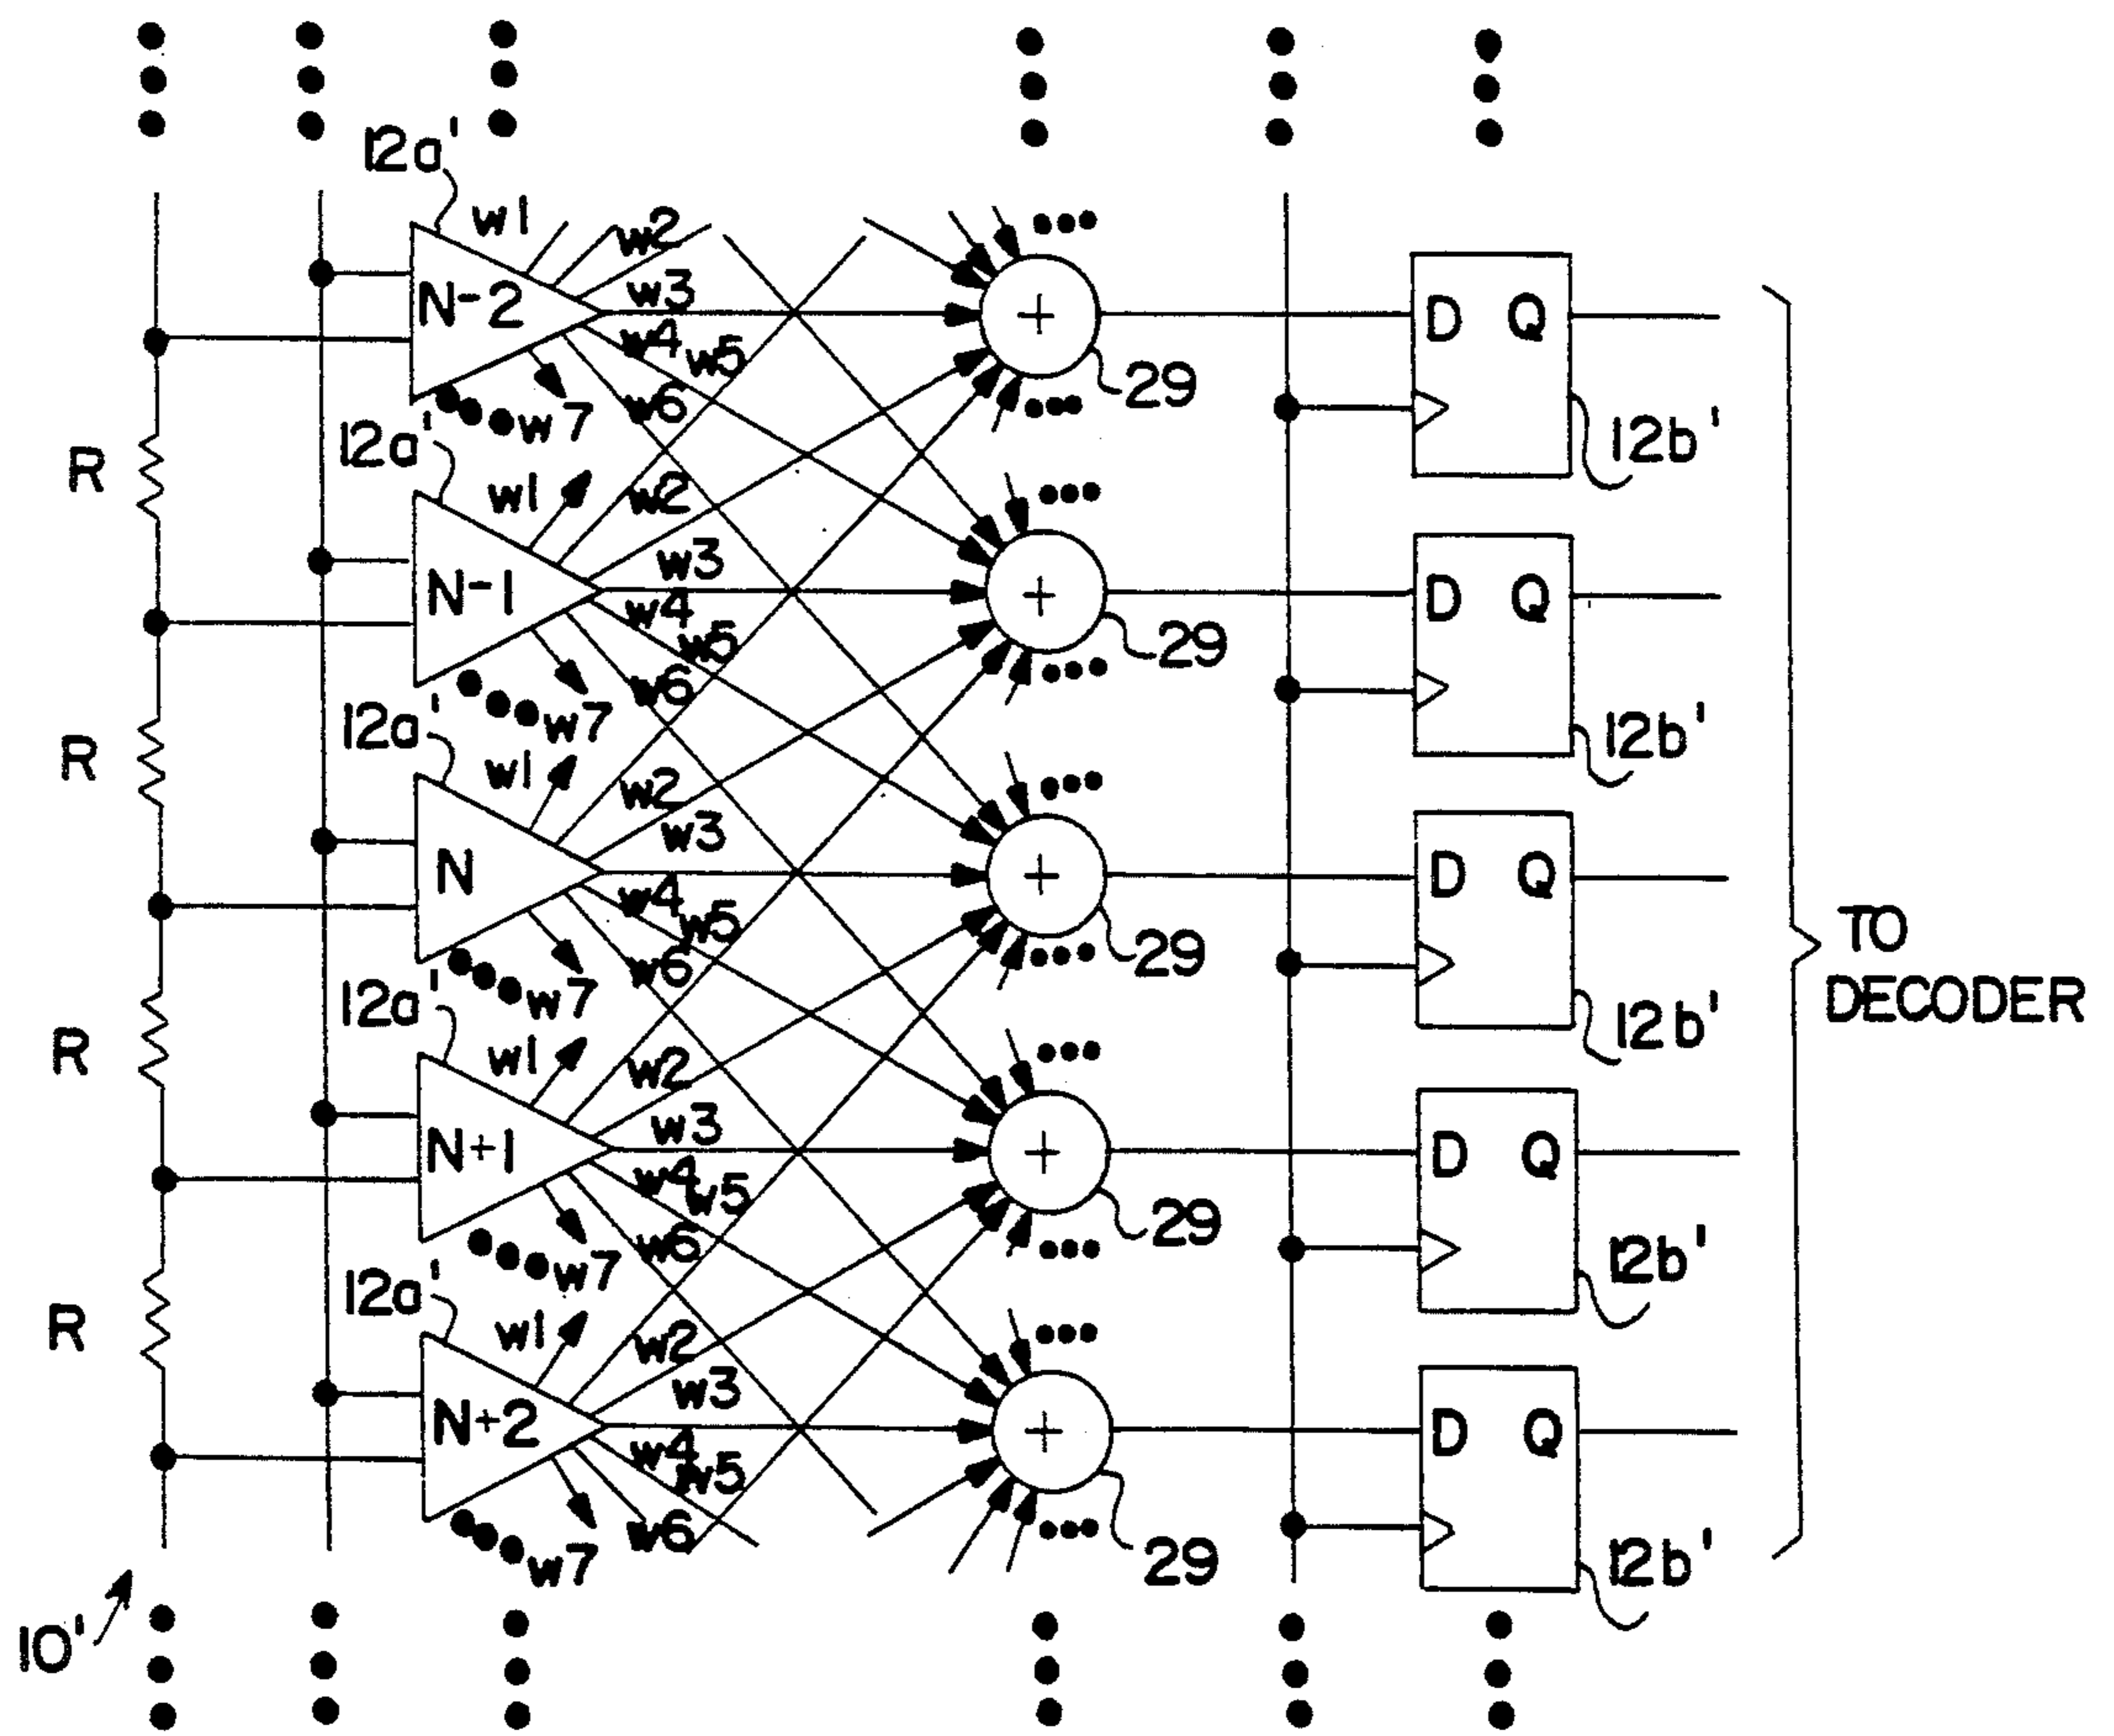 12a'
w1 w2
N-2 w3
w4 w5
w6
w7
+
29
D Q
12b'
R
12a'
w1 w2
N-1 w3
w4 w5
w6
w7
+
29
D Q
12b'
R
12a'
w1 w2
N w3
w4 w5
w6
w7
+
29
D Q
12b'
TO
DECODER
R
12a'
w1 w2
N+1 w3
w4 w5
w6
w7
+
29
D Q
12b'
R
12a'
w1 w2
N+2 w3
w4 w5
w6
w7
+
29
D Q
12b'
10'